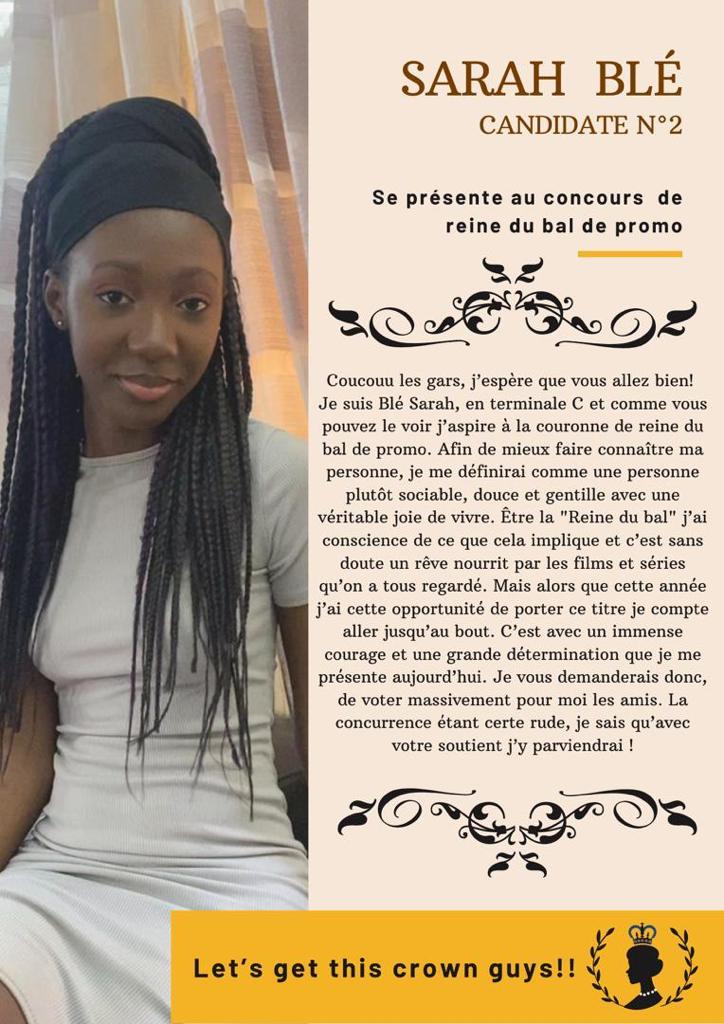 SARAH BLÉ
CANDIDATE N°2
Se présente au concours de
reine du bal de promo
Coucouu les gars, j’espère que vous allez bien!
Je suis Blé Sarah, en terminale C et comme vous
pouvez le voir j’aspire à la couronne de reine du
bal de promo. Afin de mieux faire connaître ma
personne, je me définirai comme une personne
plutôt sociable, douce et gentille avec une
véritable joie de vivre. Être la "Reine du bal" j’ai
conscience de ce que cela implique et c’est sans
doute un rêve nourrit par les films et séries
qu’on a tous regardé. Mais alors que cette année
j’ai cette opportunité de porter ce titre je compte
aller jusqu’au bout. C’est avec un immense
courage et une grande détermination que je me
présente aujourd’hui. Je vous demanderais donc,
de voter massivement pour moi les amis. La
concurrence étant certe rude, je sais qu’avec
votre soutient j’y parviendrai !
Let’s get this crown guys!!